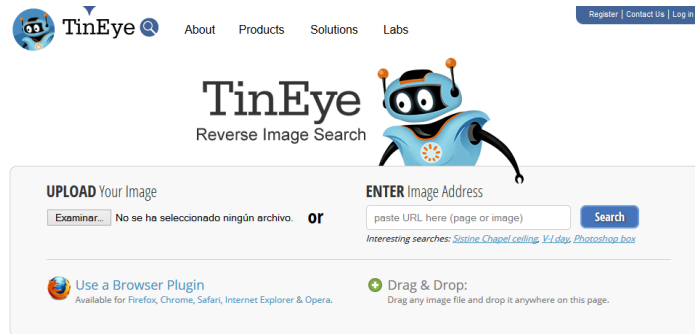 TinEye
About Products Solutions Labs
Register | Contact Us | Log in
TinEye
Reverse Image Search
UPLOAD Your Image
Examinar... No se ha seleccionado ningún archivo.
or
ENTER Image Address
paste URL here (page or image) Search
Interesting searches: Sistine Chapel ceiling, V-J day, Photoshop box
Use a Browser Plugin
Available for Firefox, Chrome, Safari, Internet Explorer & Opera.
Drag & Drop:
Drag any image file and drop it anywhere on this page.